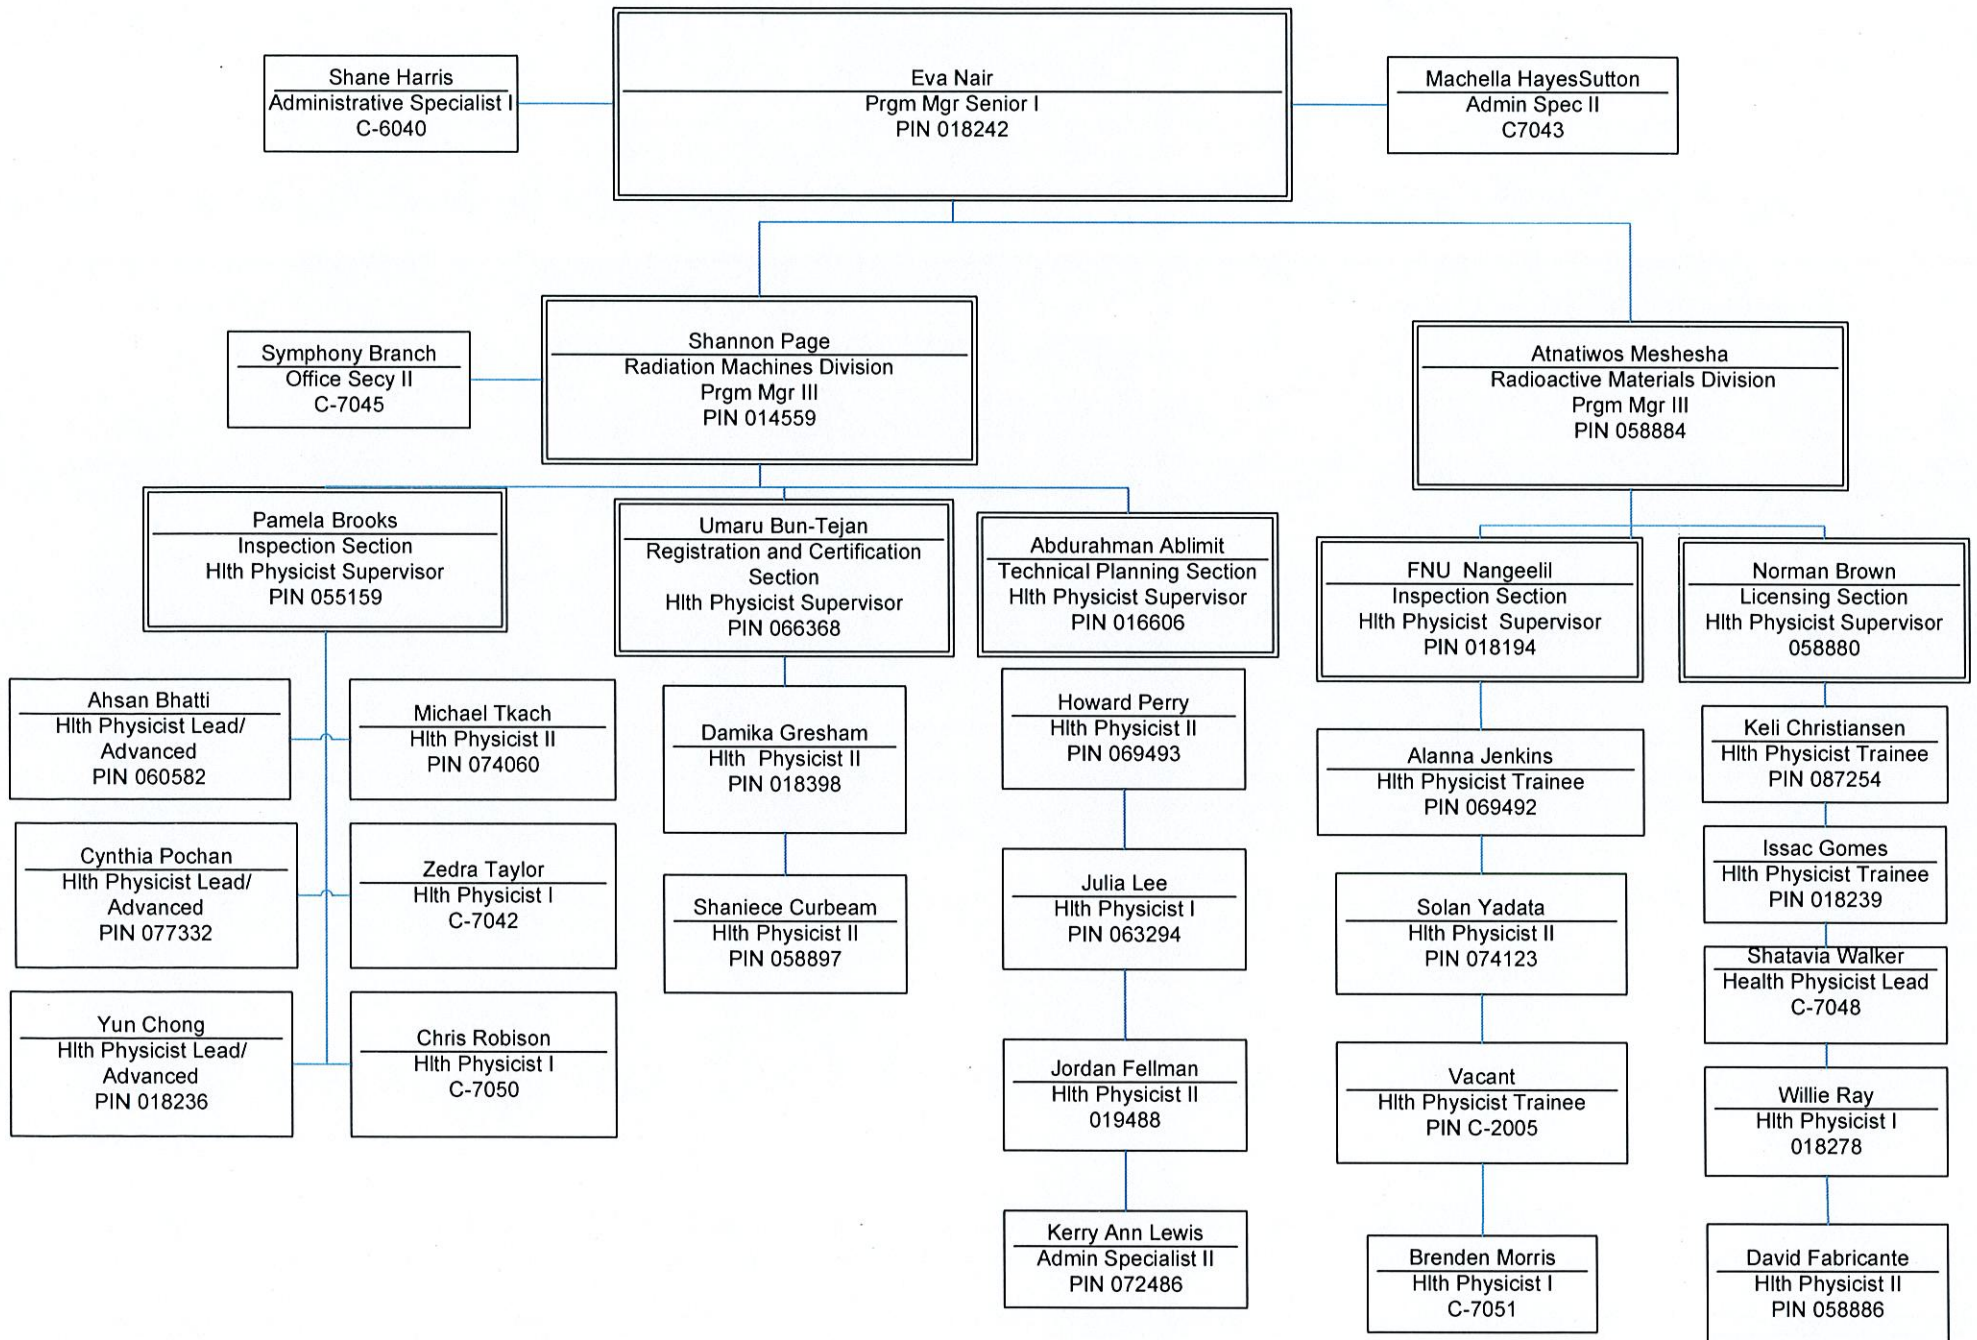 Shane Harris
Administrative Specialist I
C-6040
Eva Nair
Prgm Mgr Senior I
PIN 018242
Machella HayesSutton
Admin Spec II
C7043
Symphony Branch
Office Secy II
C-7045
Shannon Page
Radiation Machines Division
Prgm Mgr III
PIN 014559
Atnatiwos Meshesha
Radioactive Materials Division
Prgm Mgr III
PIN 058884
Pamela Brooks
Inspection Section
Hlth Physicist Supervisor
PIN 055159
Umaru Bun-Tejan
Registration and Certification
Section
Hlth Physicist Supervisor
PIN 066368
Abdurahman Ablimit
Technical Planning Section
Hlth Physicist Supervisor
PIN 016606
FNU  Nangeelil
Inspection Section
Hlth Physicist  Supervisor
PIN 018194
Norman Brown
Licensing Section
Hlth Physicist Supervisor
058880
Ahsan Bhatti
Hlth Physicist Lead/
Advanced
PIN 060582
Michael Tkach
Hlth Physicist II
PIN 074060
Cynthia Pochan
Hlth Physicist Lead/
Advanced
PIN 077332
Zedra Taylor
Hlth Physicist I
C-7042
Yun Chong
Hlth Physicist Lead/
Advanced
PIN 018236
Chris Robison
Hlth Physicist I
C-7050
Damika Gresham
Hlth  Physicist II
PIN 018398
Shaniece Curbeam
Hlth Physicist II
PIN 058897
Howard Perry
Hlth Physicist II
PIN 069493
Julia Lee
Hlth Physicist I
PIN 063294
Jordan Fellman
Hlth Physicist II
019488
Kerry Ann Lewis
Admin Specialist II
PIN 072486
Alanna Jenkins
Hlth Physicist Trainee
PIN 069492
Solan Yadata
Hlth Physicist II
PIN 074123
Vacant
Hlth Physicist Trainee
PIN C-2005
Brenden Morris
Hlth Physicist I
C-7051
Keli Christiansen
Hlth Physicist Trainee
PIN 087254
Issac Gomes
Hlth Physicist Trainee
PIN 018239
Shatavia Walker
Health Physicist Lead
C-7048
Willie Ray
Hlth Physicist I
018278
David Fabricante
Hlth Physicist II
PIN 058886